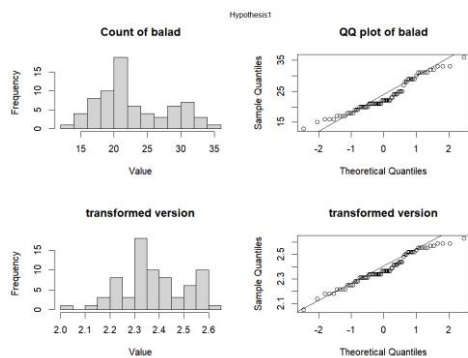 Hypothesis1
Count of balad
Frequency
0 5 10
15 20 25 30 35
Value
QQ plot of balad
Sample Quantiles
15 25 35
-2 -1 0 1 2
Theoretical Quantiles
transformed version
Frequency
0 5 10
2.0 2.1 2.2 2.3 2.4 2.5 2.6
Value
transformed version
Sample Quantiles
2.1 2.3 2.5
-2 -1 0 1 2
Theoretical Quantiles